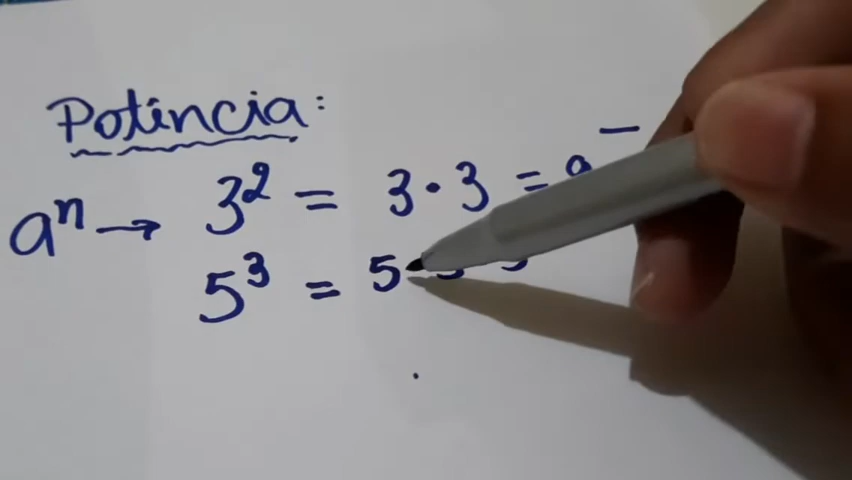 Potência:
aⁿ → 3² = 3 · 3 =
5³ = 5